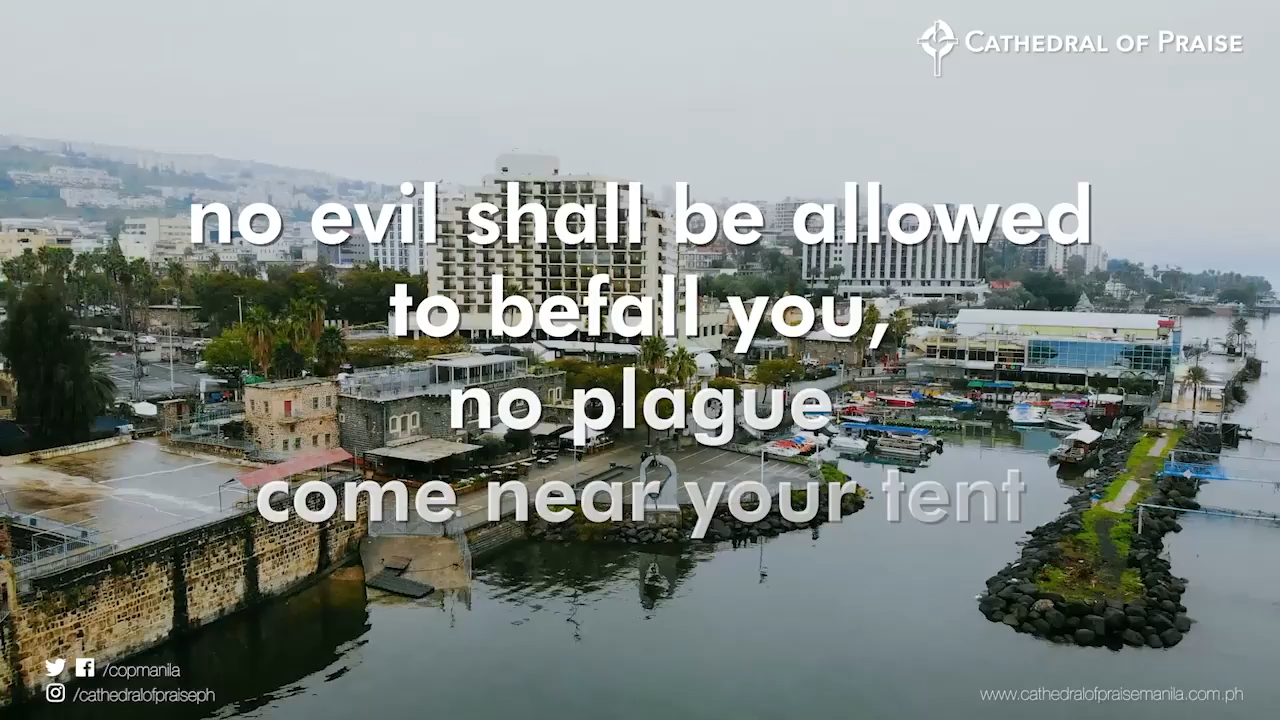 CATHEDRAL OF PRAISE
no evil shall be allowed
to befall you,
no plague
come near your tent
/copmanila
/cathedralofpraiseph
www.cathedralofpraisemanila.com.ph